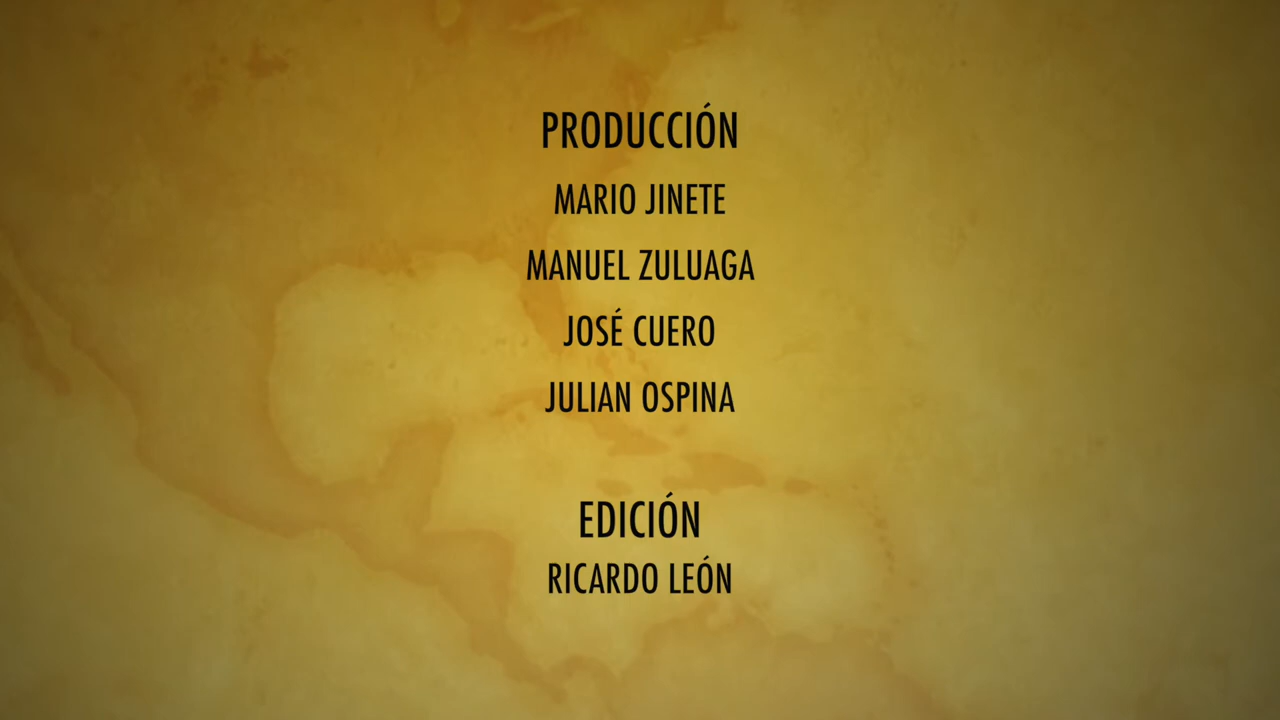 PRODUCCIÓN
MARIO JINETE
MANUEL ZULUAGA
JOSÉ CUERO
JULIAN OSPINA
EDICIÓN
RICARDO LEÓN